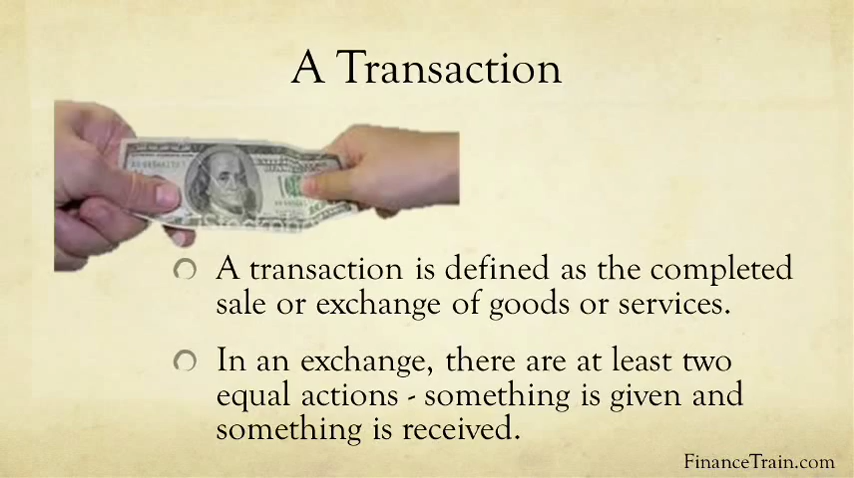 A Transaction
A transaction is defined as the completed
sale or exchange of goods or services.
In an exchange, there are at least two
equal actions - something is given and
something is received.
FinanceTrain.com